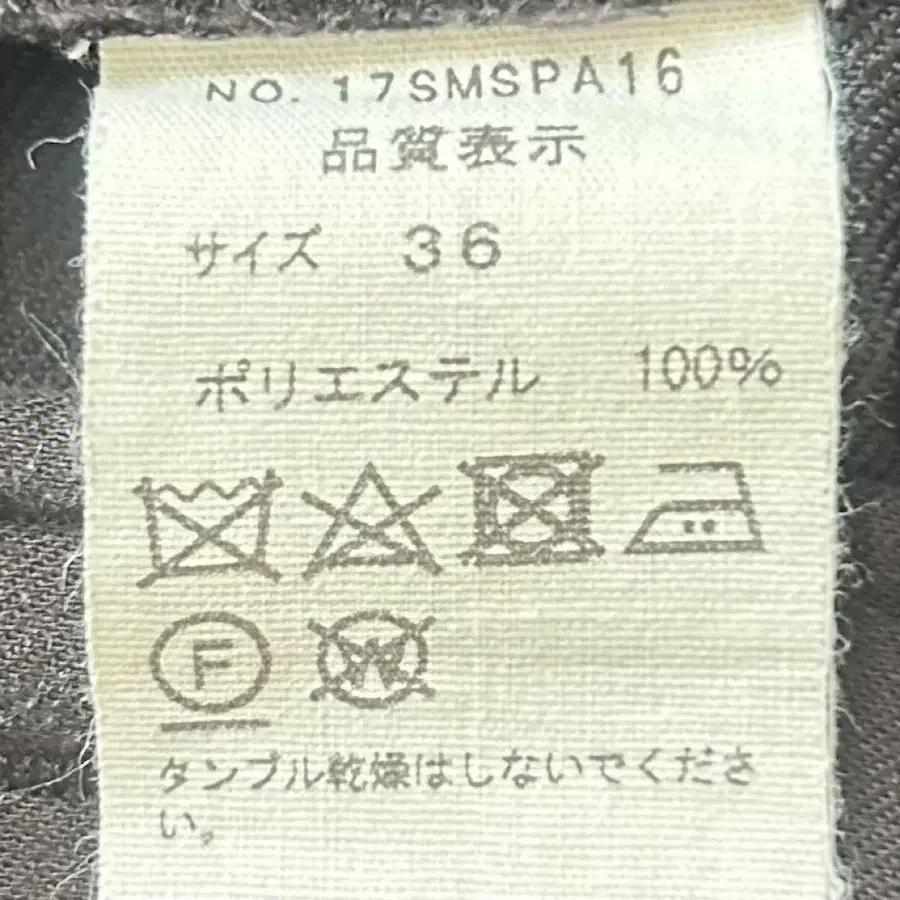 NO. 17SMSPA16
品質表示
サイズ 36
ポリエステル 100%
F W
タンブル乾燥はしないでくださ
い。